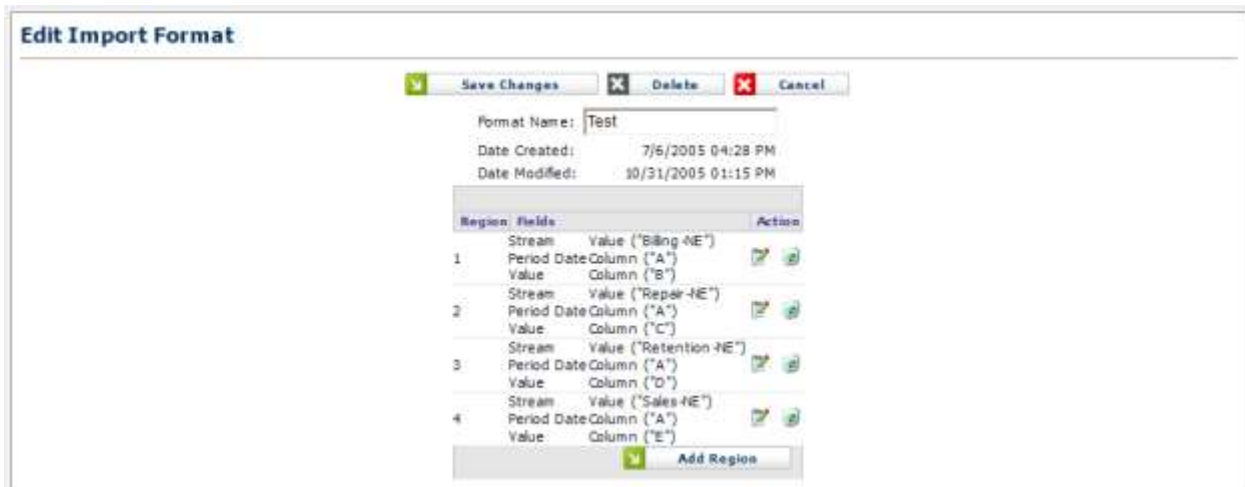 Edit Import Format
Save Changes Delete Cancel
Format Name: Test
Date Created: 7/6/2005 04:28 PM
Date Modified: 10/31/2005 01:15 PM
Region Fields Action
Stream Value ("Billing-NE")
1 Period Date Column ("A")
Value Column ("B")
Stream Value ("Repair-NE")
2 Period Date Column ("A")
Value Column ("C")
Stream Value ("Retention-NE")
3 Period Date Column ("A")
Value Column ("D")
Stream Value ("Sales-NE")
4 Period Date Column ("A")
Value Column ("E")
Add Region